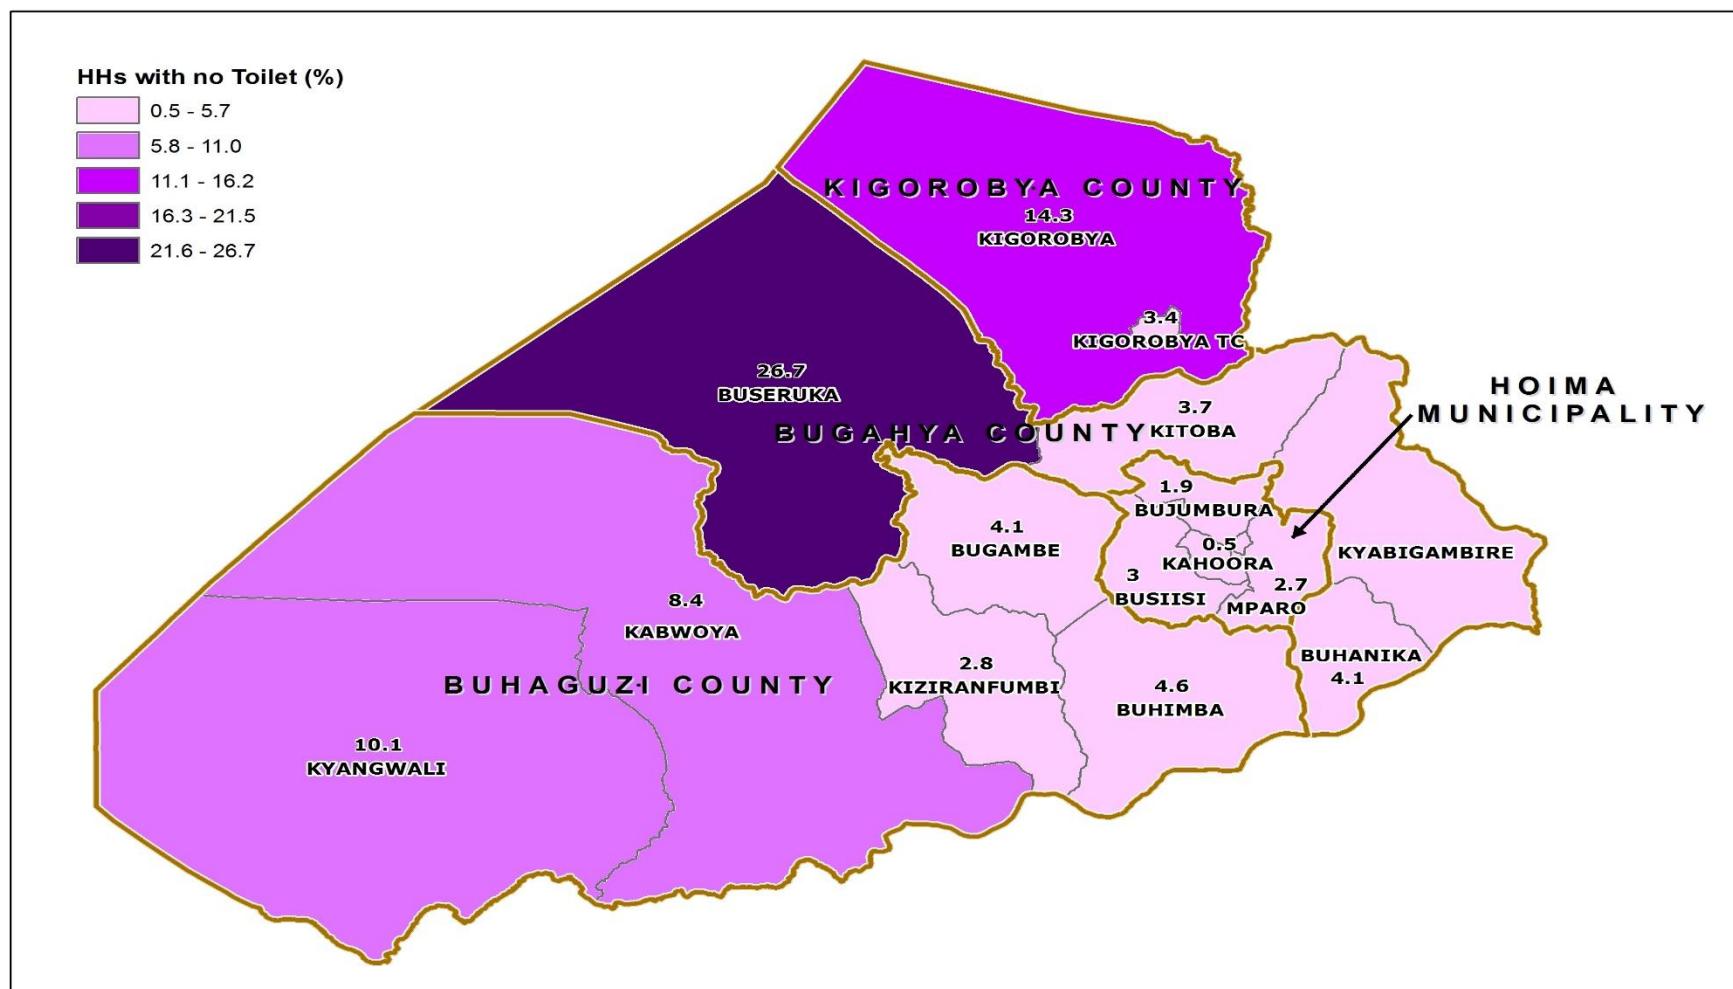 HHs with no Toilet (%)
0.5 - 5.7
5.8 - 11.0
11.1 - 16.2
16.3 - 21.5
21.6 - 26.7
KIGOROBYA COUNTY
14.3
KIGOROBYA
3.4
KIGOROBYA TC
26.7
BUSERUKA
BUGAHYA COUNTY
3.7
KITOBA
HOIMA
MUNICIPALITY
1.9
BUJUMBURA
4.1
BUGAMBE
0.5
KAHOORA
KYABIGAMBIRE
3
BUSIISI
2.7
MPARO
8.4
KABWOYA
BUHANIKA
4.1
2.8
KIZIRANFUMBI
BUHAGUZI COUNTY
4.6
BUHIMBA
10.1
KYANGWALI